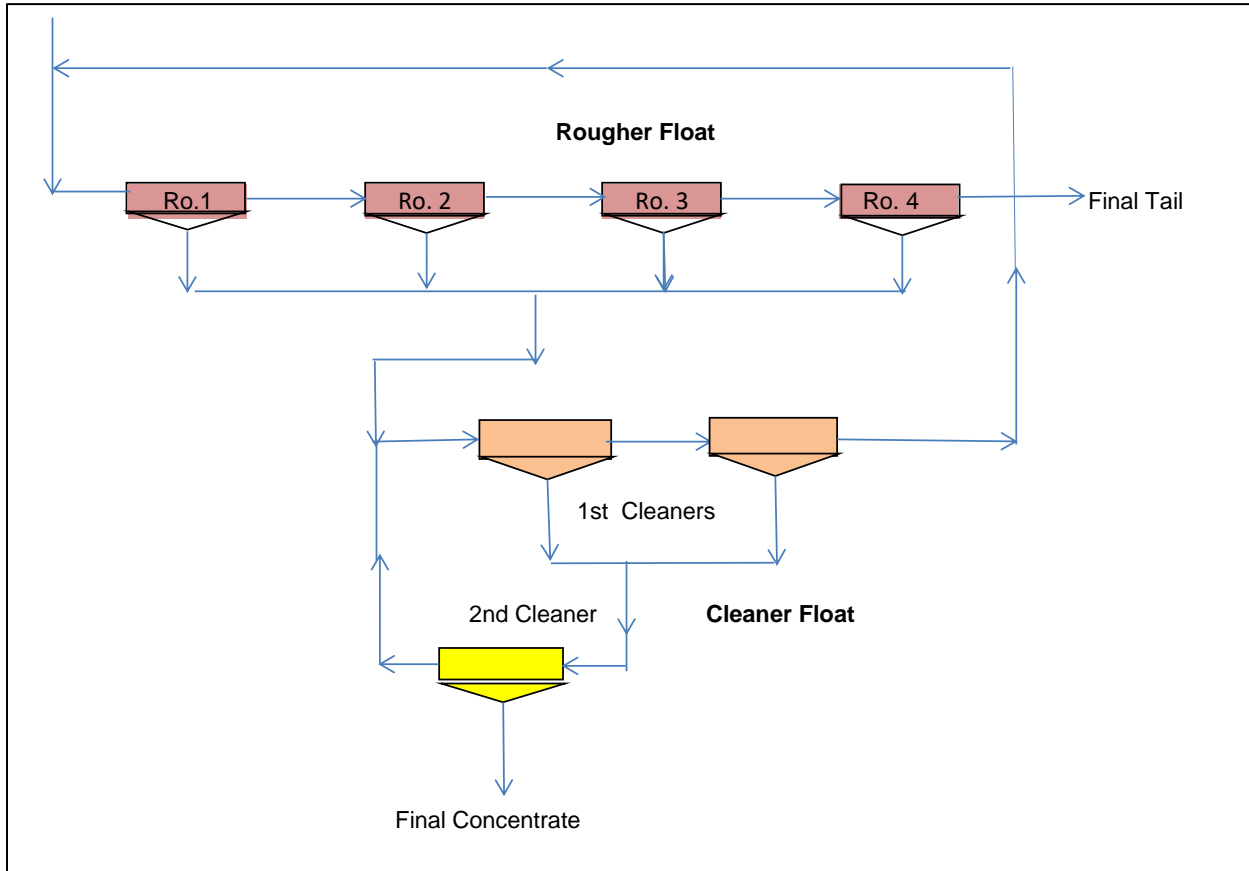 Rougher Float
Ro.1
Ro. 2
Ro. 3
Ro. 4
Final Tail
1st  Cleaners
2nd Cleaner
Cleaner Float
Final Concentrate